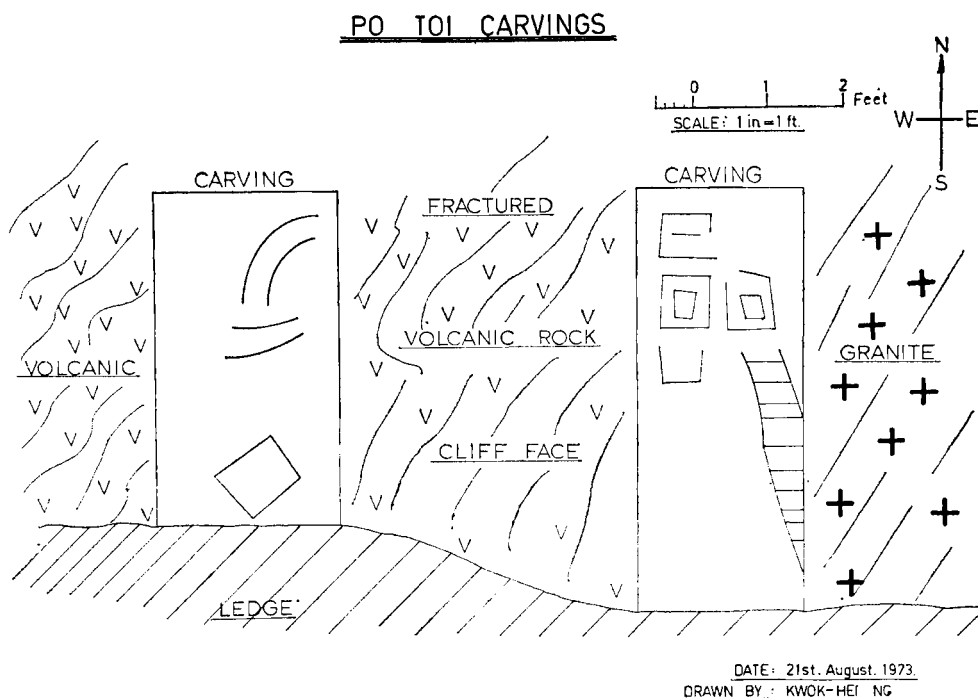 PO TOI CARVINGS
0 1 2 Feet
SCALE: 1 in = 1 ft.
N
W E
S
CARVING
CARVING
FRACTURED
VOLCANIC
VOLCANIC ROCK
GRANITE
CLIFF FACE
LEDGE
DATE: 21st. August. 1973.
DRAWN BY: KWOK-HEI NG